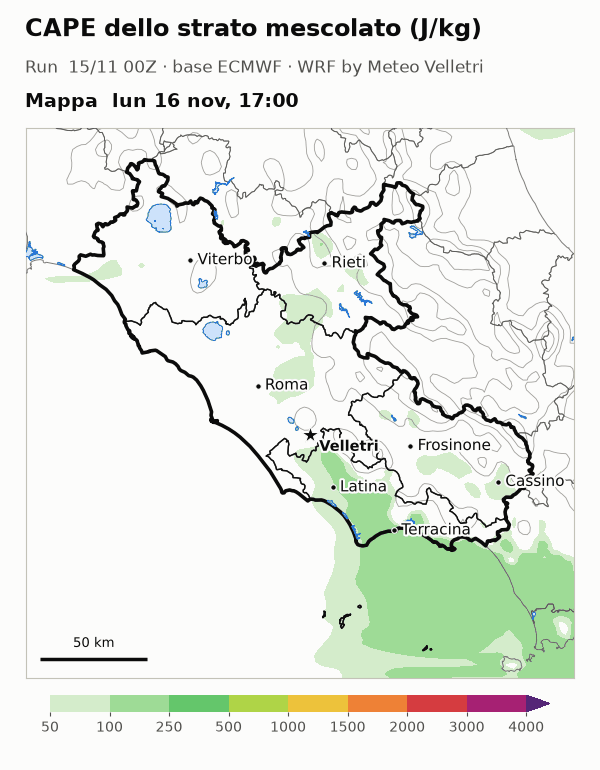 CAPE dello strato mescolato (J/kg)
Run  15/11 00Z · base ECMWF · WRF by Meteo Velletri
Mappa  lun 16 nov, 17:00
Viterbo
Rieti
Roma
Velletri
Frosinone
Cassino
Latina
Terracina
50 km
50 100 250 500 1000 1500 2000 3000 4000